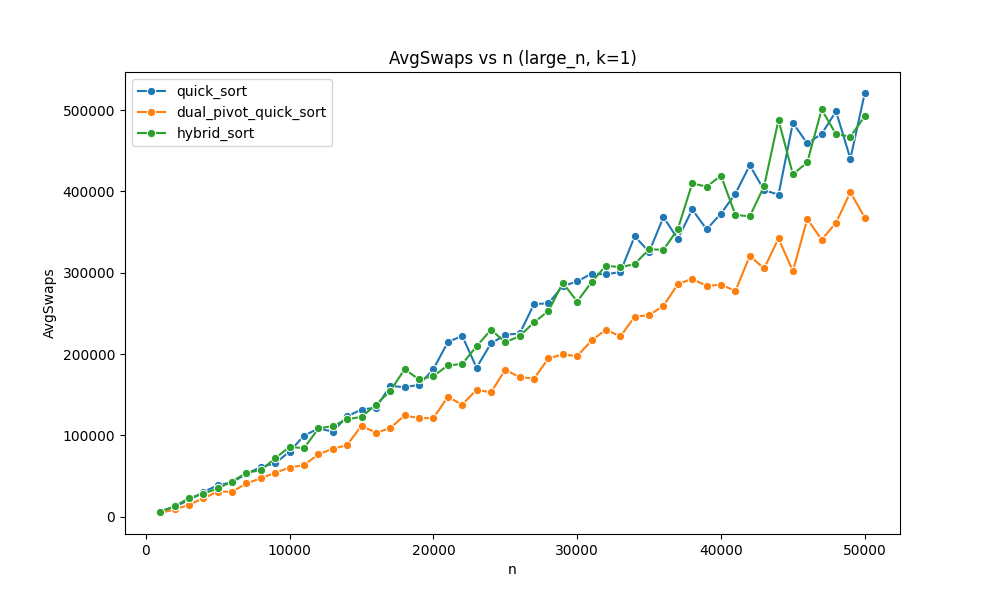 AvgSwaps vs n (large_n, k=1)
quick_sort
dual_pivot_quick_sort
hybrid_sort
AvgSwaps
500000
400000
300000
200000
100000
0
0 10000 20000 30000 40000 50000
n